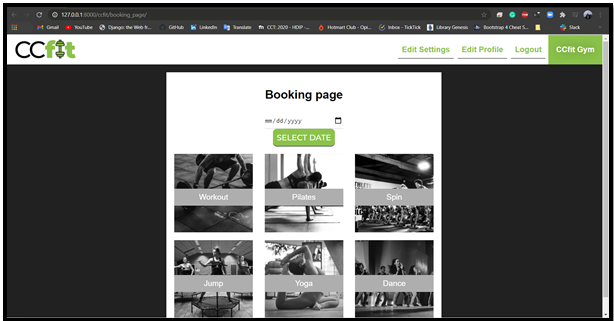 127.0.0.1:8000/ccfit/booking_page/
Gmail YouTube Django (the Web fr... GitHub LinkedIn Translate CCT: 2020 - HDIP -... Hotmart Club (Opi... Inbox • TickTick Library Genesis Bootstrap 4 Cheat S...
CCfit Edit Settings Edit Profile Logout CCfit Gym
Booking page
mm/dd/yyyy
SELECT DATE
Workout Pilates Spin
Jump Yoga Dance